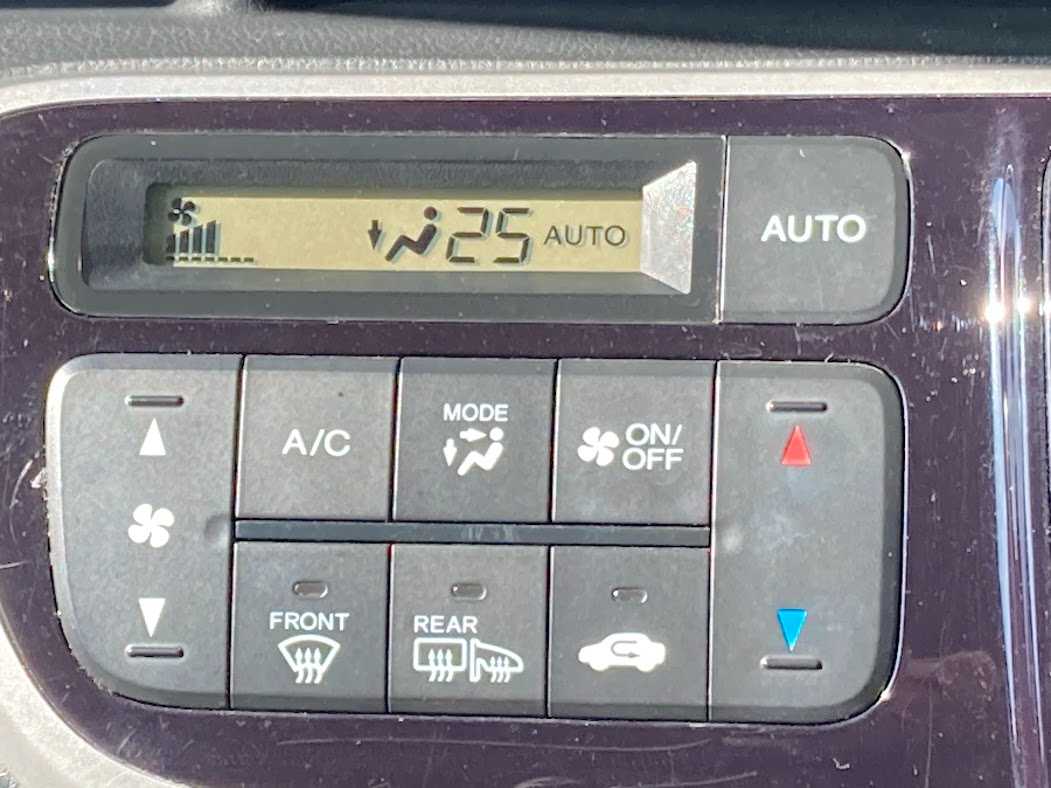 25 AUTO
AUTO
A/C
MODE
ON/
OFF
FRONT
REAR